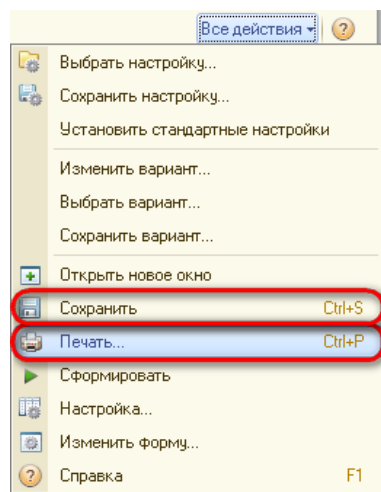 Все действия
Выбрать настройку...
Сохранить настройку...
Установить стандартные настройки
Изменить вариант...
Выбрать вариант...
Сохранить вариант...
Открыть новое окно
Сохранить Ctrl+S
Печать... Ctrl+P
Сформировать
Настройка...
Изменить форму...
Справка F1